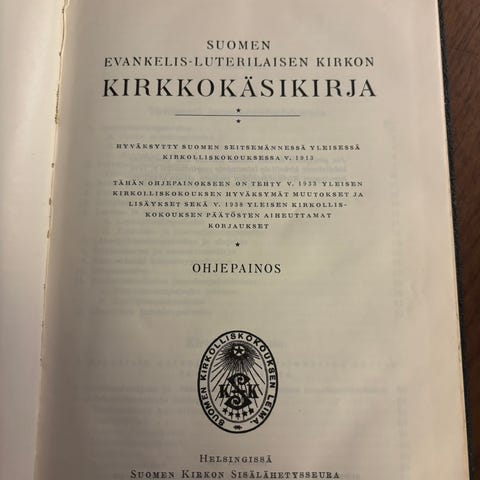 SUOMEN
EVANKELIS-LUTERILAISEN KIRKON
KIRKKOKÄSIKIRJA
HYVÄKSYTTY SUOMEN SEITSEMÄNNESSÄ YLEISESSÄ
KIRKOLLISKOKOUKSESSA V. 1913
TÄHÄN OHJEPAINOKSEEN ON TEHTY V. 1933 YLEISEN
KIRKOLLISKOKOUKSEN HYVÄKSYMÄT MUUTOKSET JA
LISÄYKSET SEKÄ V. 1938 YLEISEN KIRKOLLIS-
KOKOUKSEN PÄÄTÖSTEN AIHEUTTAMAT
KORJAUKSET
OHJEPAINOS
SUOMEN KIRKOLLISKOKOUKSEN LEIMA.
SKK
HELSINGISSÄ
SUOMEN KIRKON SISÄLÄHETYSSEURA